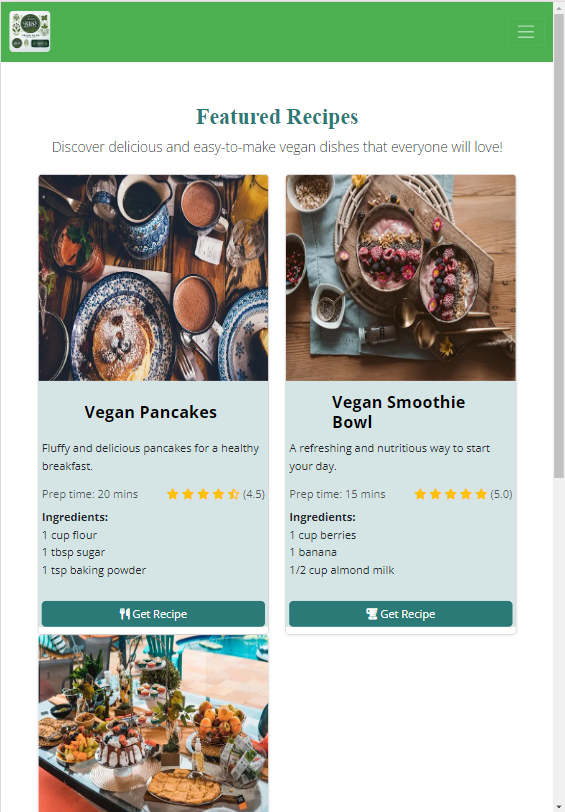 Featured Recipes
Discover delicious and easy-to-make vegan dishes that everyone will love!
Vegan Pancakes
Fluffy and delicious pancakes for a healthy
breakfast.
Prep time: 20 mins (4.5)
Ingredients:
1 cup flour
1 tbsp sugar
1 tsp baking powder
Get Recipe
Vegan Smoothie
Bowl
A refreshing and nutritious way to start
your day.
Prep time: 15 mins (5.0)
Ingredients:
1 cup berries
1 banana
1/2 cup almond milk
Get Recipe